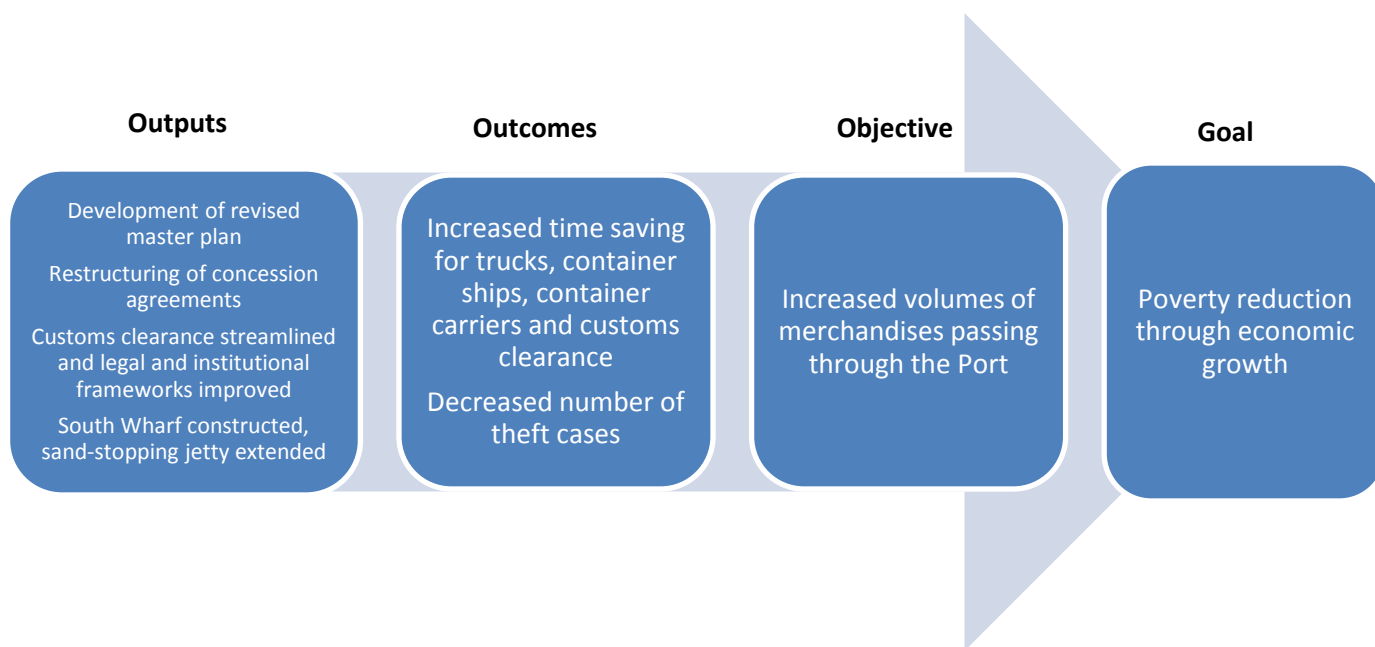 Outputs
Development of revised
master plan
Restructuring of concession
agreements
Customs clearance streamlined
and legal and institutional
frameworks improved
South Wharf constructed,
sand-stopping jetty extended
Outcomes
Increased time saving
for trucks, container
ships, container
carriers and customs
clearance
Decreased number of
theft cases
Objective
Increased volumes of
merchandises passing
through the Port
Goal
Poverty reduction
through economic
growth